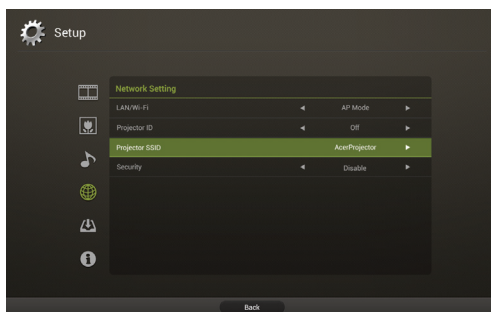 Setup
Network Setting
LAN/Wi-Fi ◀ AP Mode ▶
Projector ID ◀ Off ▶
Projector SSID AcerProjector ▶
Security ◀ Disable ▶
Back